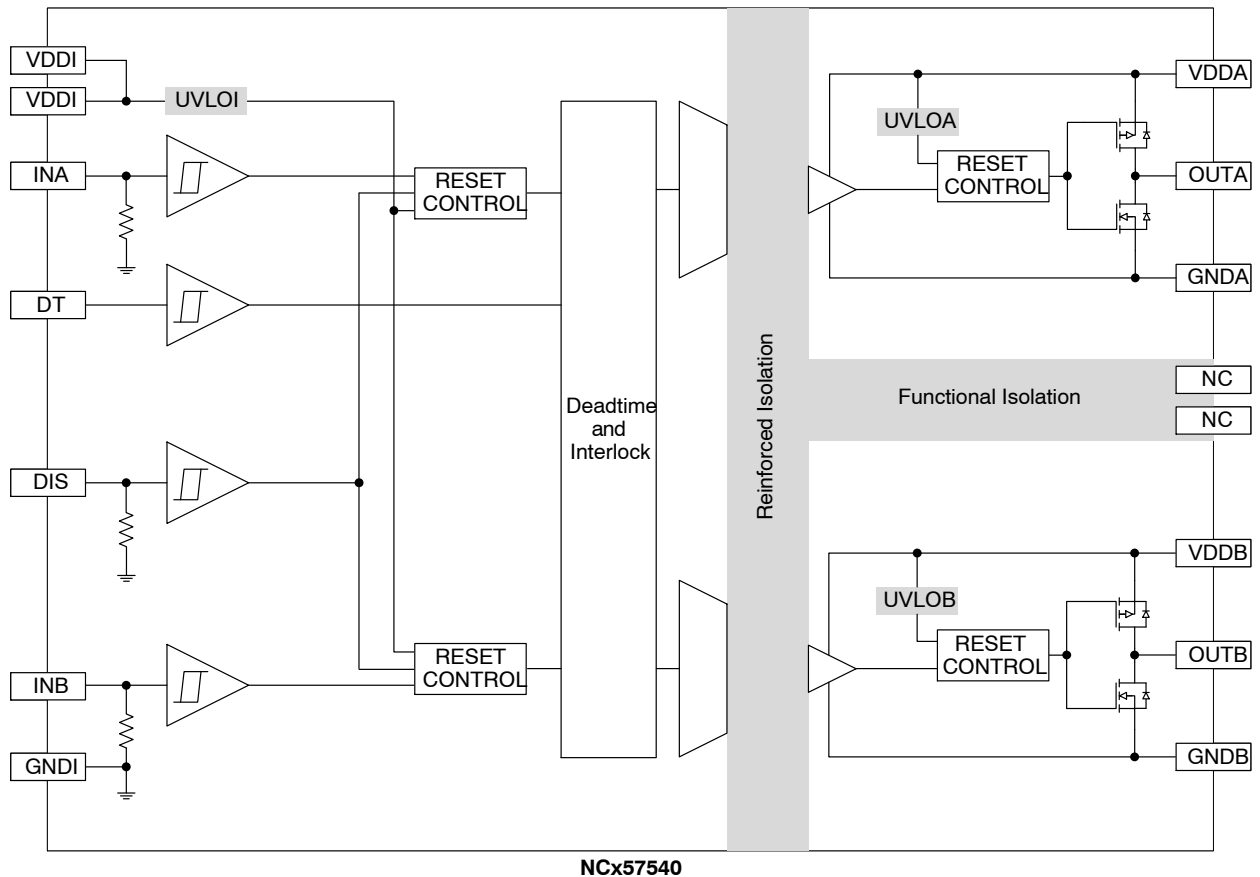 VDDI
VDDI
UVLOI
INA
RESET
CONTROL
DT
DIS
INB
RESET
CONTROL
GNDI
Deadtime
and
Interlock
Reinforced Isolation
VDDA
UVLOA
RESET
CONTROL
OUTA
GNDA
Functional Isolation
NC
NC
VDDB
UVLOB
RESET
CONTROL
OUTB
GNDB
NCx57540